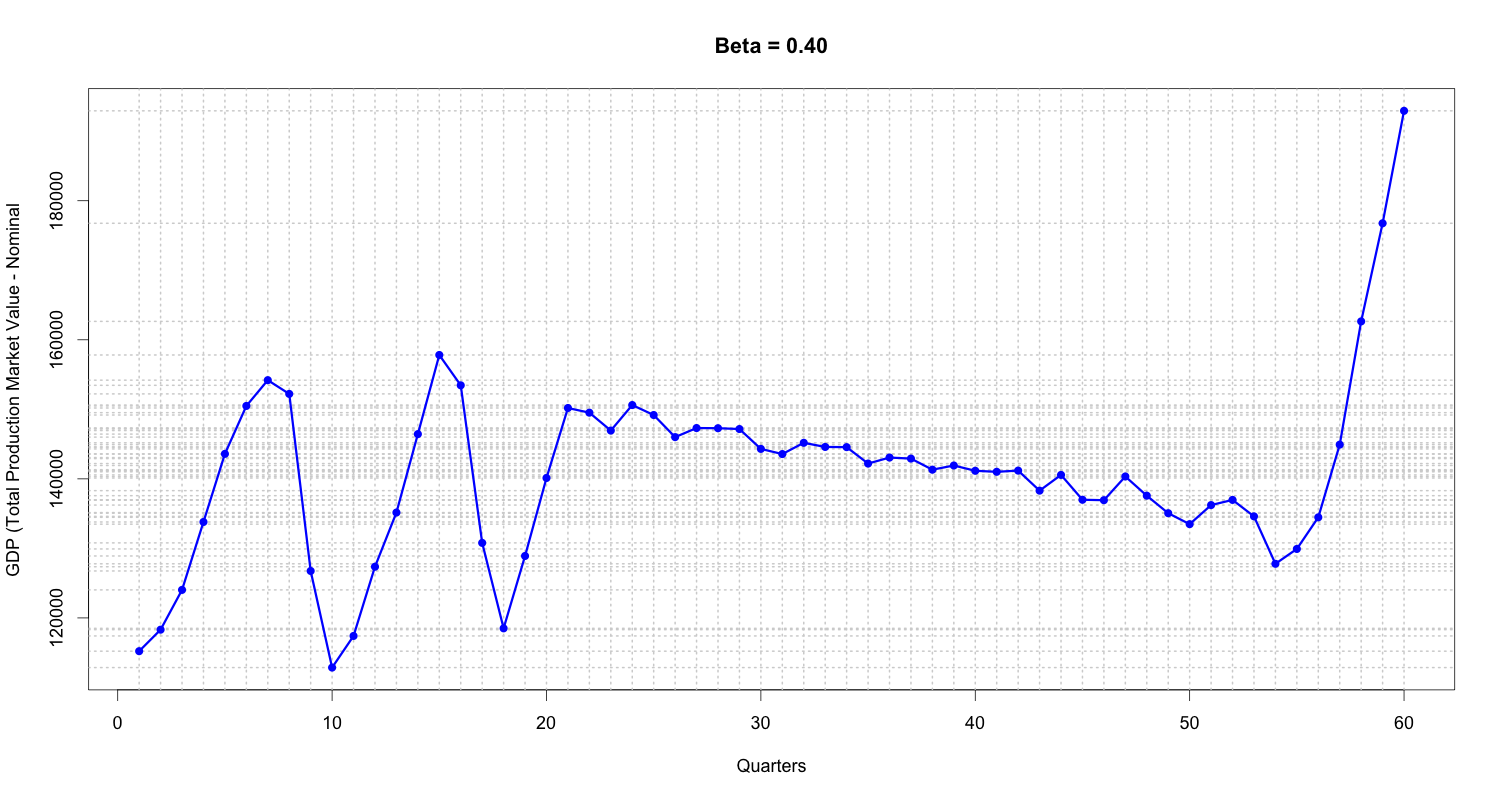 Beta = 0.40
GDP (Total Production Market Value - Nominal
180000
160000
140000
120000
0 10 20 30 40 50 60
Quarters